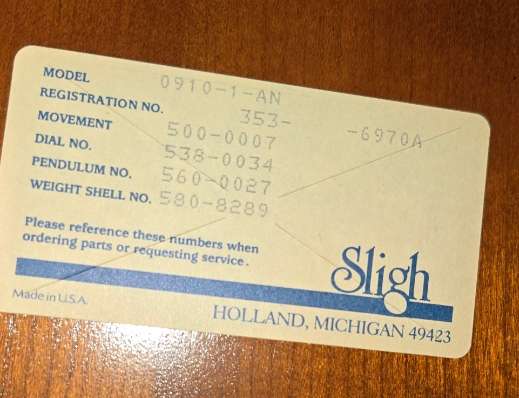 MODEL 0910-1-AN
REGISTRATION NO. 353- -6970A
MOVEMENT 500-0007
DIAL NO. 538-0034
PENDULUM NO. 560-0027
WEIGHT SHELL NO. 580-8289
Please reference these numbers when
ordering parts or requesting service.
Sligh
Made in U.S.A.
HOLLAND, MICHIGAN 49423